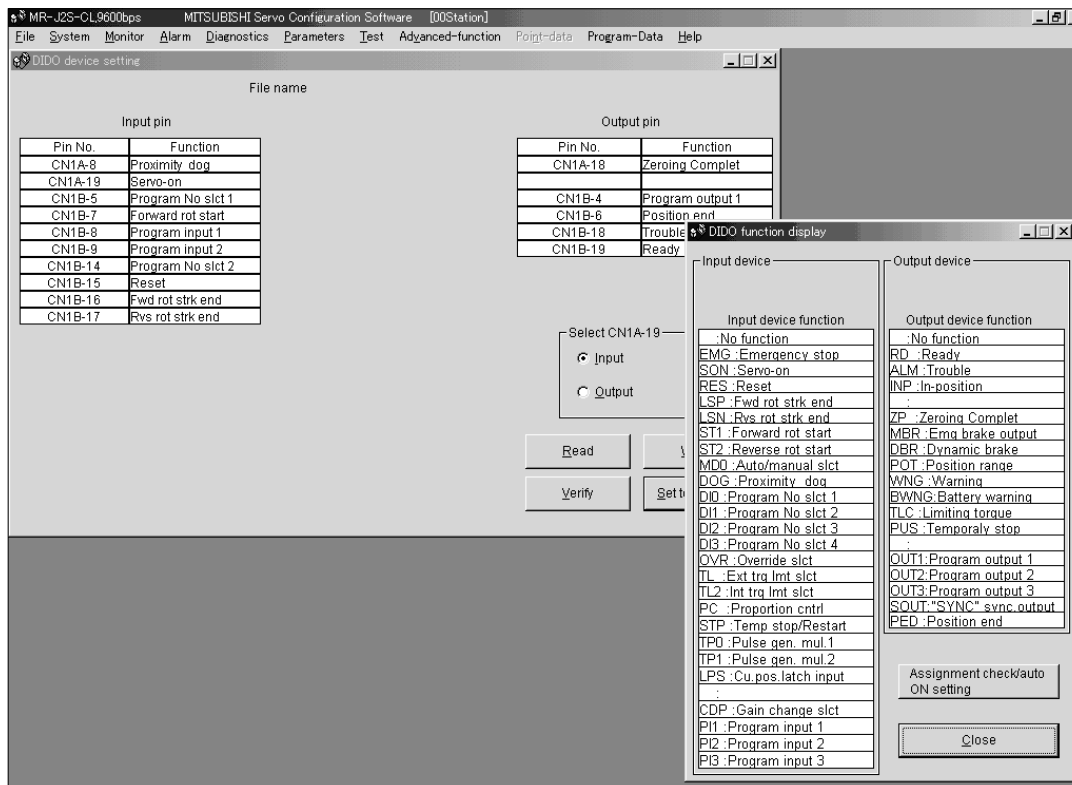 MR-J2S-CL,9600bps MITSUBISHI Servo Configuration Software [00Station]
File System Monitor Alarm Diagnostics Parameters Test Advanced-function Point-data Program-Data Help
DIDO device setting
File name
Input pin
Pin No. Function
CN1A-8 Proximity dog
CN1A-19 Servo-on
CN1B-5 Program No slct 1
CN1B-7 Forward rot start
CN1B-8 Program input 1
CN1B-9 Program input 2
CN1B-14 Program No slct 2
CN1B-15 Reset
CN1B-16 Fwd rot strk end
CN1B-17 Rvs rot strk end
Output pin
Pin No. Function
CN1A-18 Zeroing Complet
CN1B-4 Program output 1
CN1B-6 Position end
CN1B-18 Trouble
CN1B-19 Ready
Select CN1A-19
Input
Output
Read
Verify
Set t
DIDO function display
Input device
Input device function
:No function
EMG :Emergency stop
SON :Servo-on
RES :Reset
LSP :Fwd rot strk end
LSN :Rvs rot strk end
ST1 :Forward rot start
ST2 :Reverse rot start
MD0 :Auto/manual slct
DOG :Proximity dog
DI0 :Program No slct 1
DI1 :Program No slct 2
DI2 :Program No slct 3
DI3 :Program No slct 4
OVR :Override slct
TL :Ext trq lmt slct
TL2 :Int trq lmt slct
PC :Proportion cntrl
STP :Temp stop/Restart
TP0 :Pulse gen. mul.1
TP1 :Pulse gen. mul.2
LPS :Cu.pos.latch input
:
CDP :Gain change slct
PI1 :Program input 1
PI2 :Program input 2
PI3 :Program input 3
Output device
Output device function
:No function
RD :Ready
ALM :Trouble
INP :In-position
:
ZP :Zeroing Complet
MBR :Emg brake output
DBR :Dynamic brake
POT :Position range
WNG :Warning
BWNG:Battery warning
TLC :Limiting torque
PUS :Temporaly stop
:
OUT1:Program output 1
OUT2:Program output 2
OUT3:Program output 3
SOUT:"SYNC" sync.output
PED :Position end
Assignment check/auto
ON setting
Close